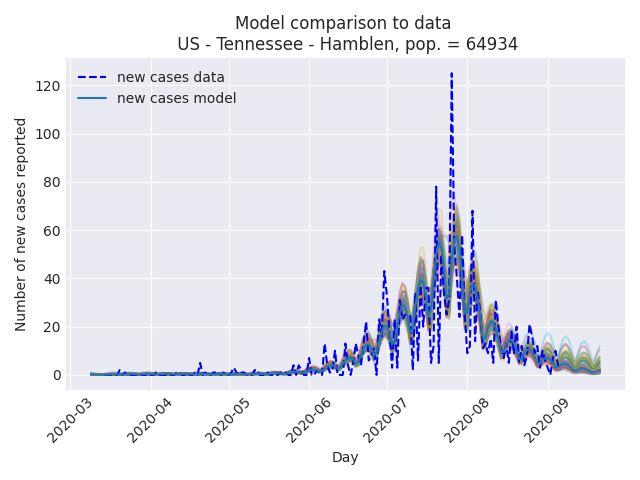 Model comparison to data
US - Tennessee - Hamblen, pop. = 64934
new cases data
new cases model
Number of new cases reported
120
100
80
60
40
20
0
2020-03
2020-04
2020-05
2020-06
2020-07
2020-08
2020-09
Day